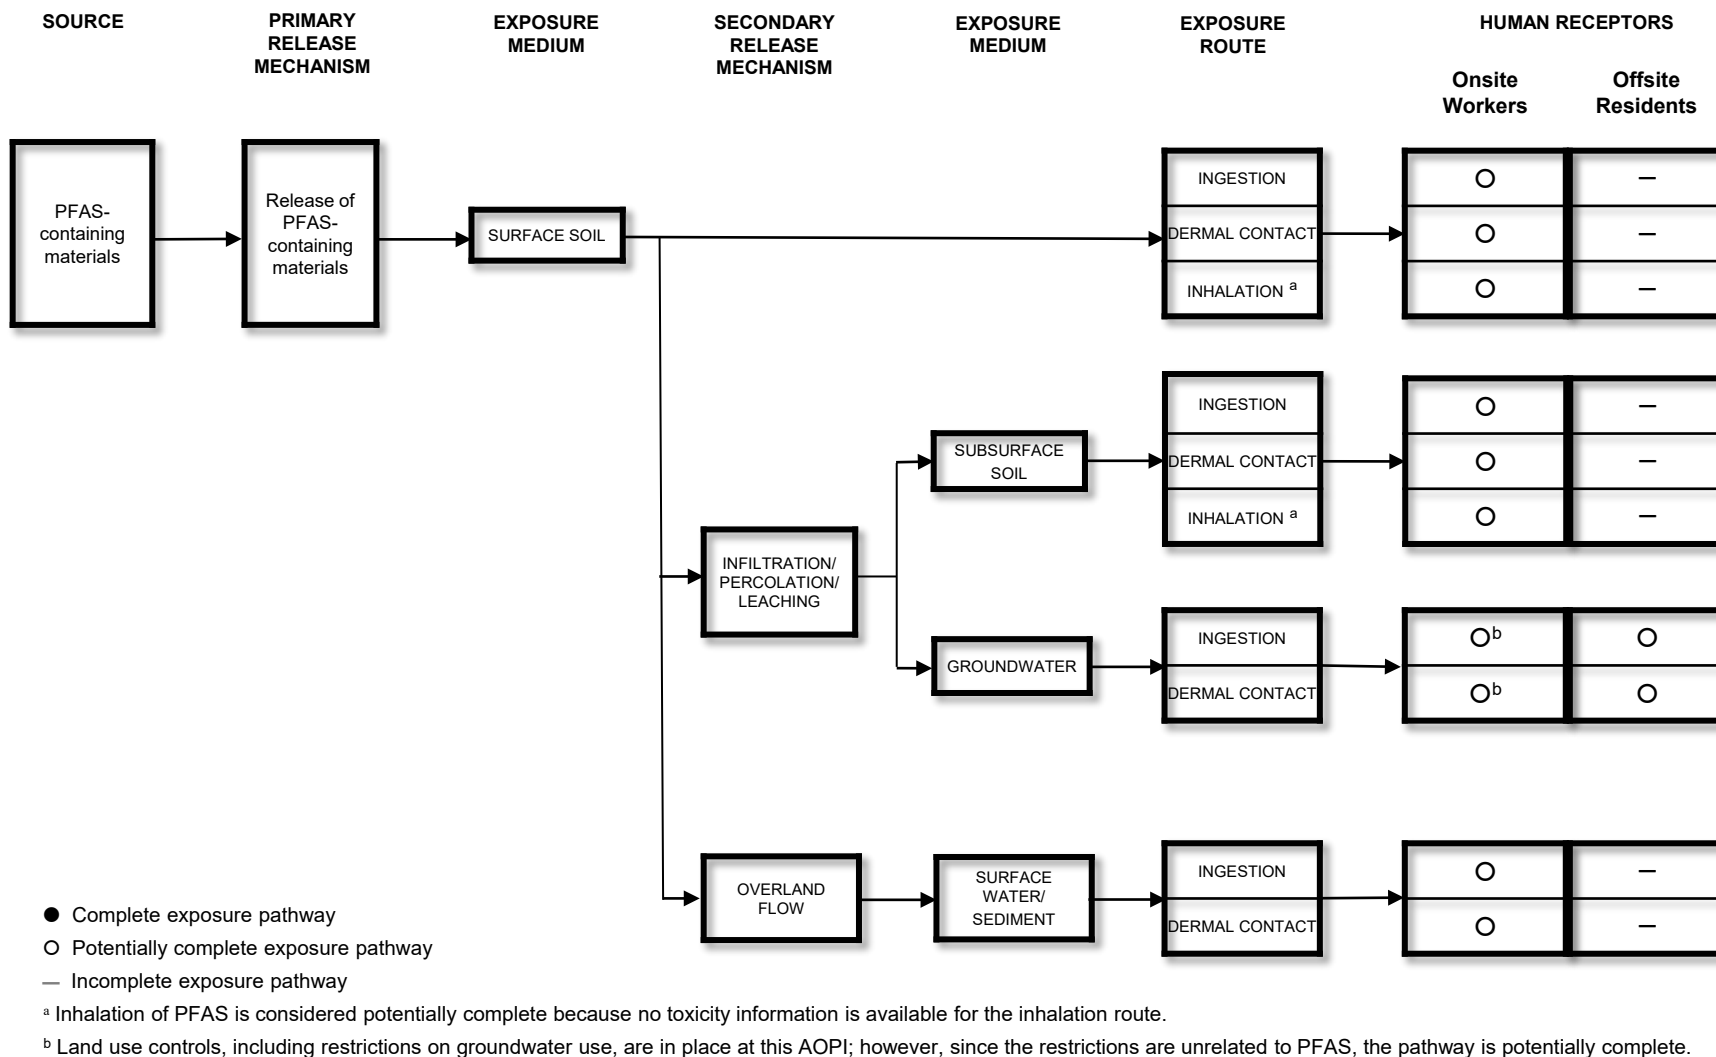 SOURCE
PRIMARY
RELEASE
MECHANISM
EXPOSURE
MEDIUM
SECONDARY
RELEASE
MECHANISM
EXPOSURE
MEDIUM
EXPOSURE
ROUTE
HUMAN RECEPTORS
Onsite
Workers
Offsite
Residents
PFAS-
containing
materials
Release of
PFAS-
containing
materials
SURFACE SOIL
INGESTION
DERMAL CONTACT
INHALATION a
O –
O –
O –
INFILTRATION/
PERCOLATION/
LEACHING
SUBSURFACE
SOIL
INGESTION
DERMAL CONTACT
INHALATION a
O –
O –
O –
GROUNDWATER
INGESTION
DERMAL CONTACT
O b O
O b O
OVERLAND
FLOW
SURFACE
WATER/
SEDIMENT
INGESTION
DERMAL CONTACT
O –
O –
● Complete exposure pathway
O Potentially complete exposure pathway
— Incomplete exposure pathway
a Inhalation of PFAS is considered potentially complete because no toxicity information is available for the inhalation route.
b Land use controls, including restrictions on groundwater use, are in place at this AOPI; however, since the restrictions are unrelated to PFAS, the pathway is potentially complete.